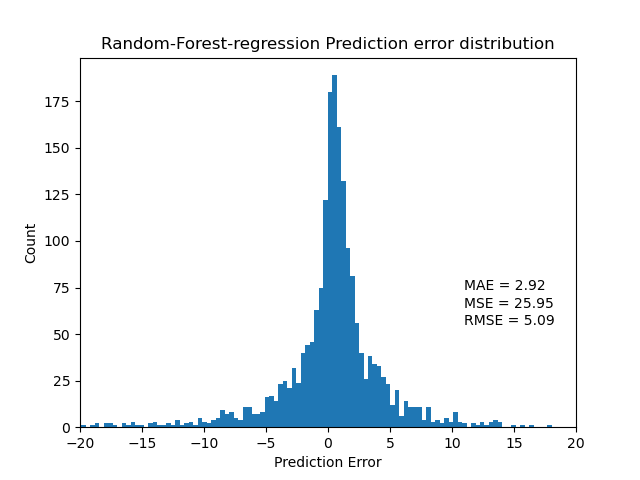 Random-Forest-regression Prediction error distribution
Count
175
150
125
100
75
50
25
0
MAE = 2.92
MSE = 25.95
RMSE = 5.09
−20 −15 −10 −5 0 5 10 15 20
Prediction Error